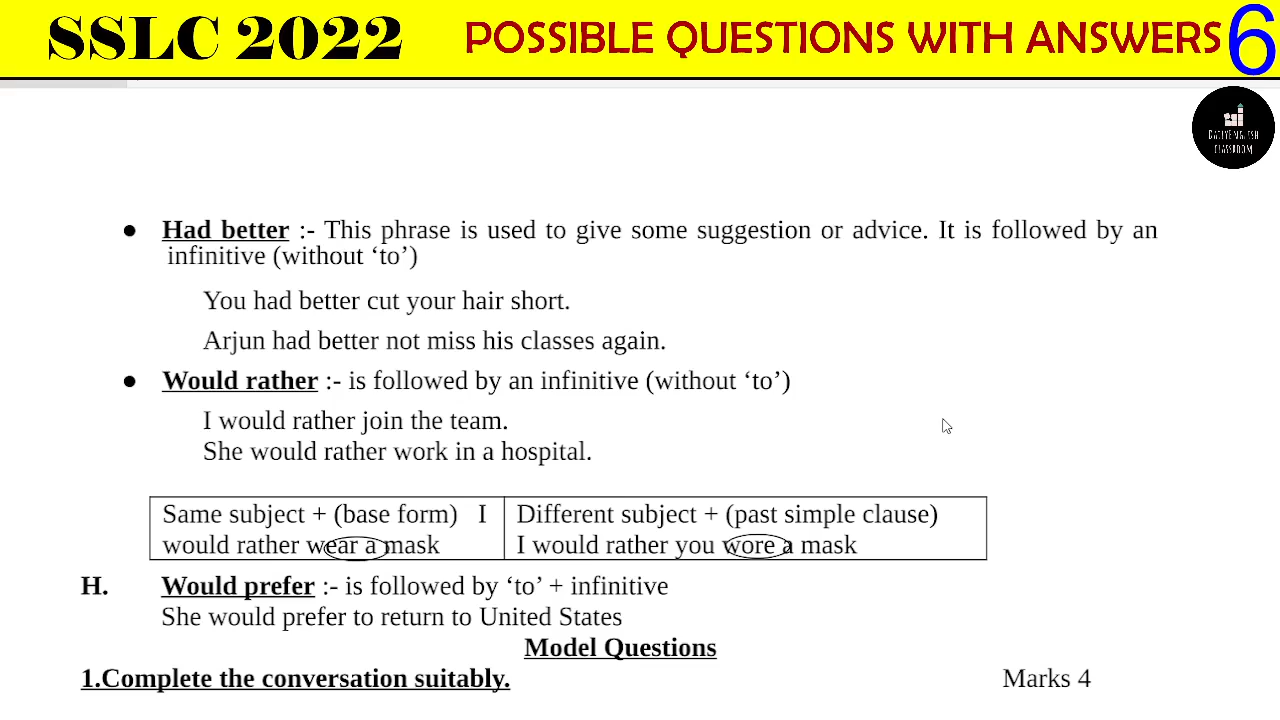 SSLC 2022 POSSIBLE QUESTIONS WITH ANSWERS 6
DAILYENGLISH
CLASSROOM
● Had better :- This phrase is used to give some suggestion or advice. It is followed by an
infinitive (without ‘to’)
You had better cut your hair short.
Arjun had better not miss his classes again.
● Would rather :- is followed by an infinitive (without ‘to’)
I would rather join the team.
She would rather work in a hospital.
Same subject + (base form) I
would rather wear a mask
Different subject + (past simple clause)
I would rather you wore a mask
H. Would prefer :- is followed by ‘to’ + infinitive
She would prefer to return to United States
Model Questions
1.Complete the conversation suitably. Marks 4